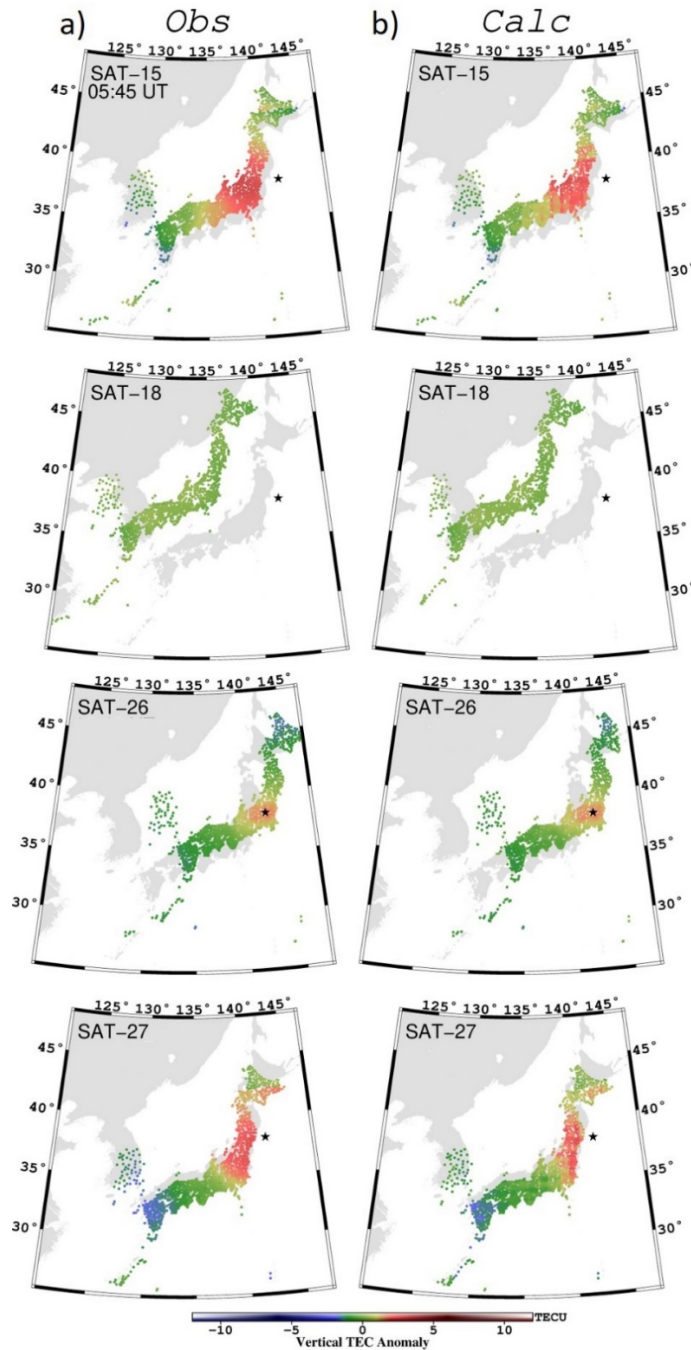 a) Obs b) Calc
125° 130° 135° 140° 145° 125° 130° 135° 140° 145°
SAT-15 SAT-15
05:45 UT
45° 45°
40° 40°
35° 35°
30° 30°
125° 130° 135° 140° 145° 125° 130° 135° 140° 145°
SAT-18 SAT-18
45° 45°
40° 40°
35° 35°
30° 30°
125° 130° 135° 140° 145° 125° 130° 135° 140° 145°
SAT-26 SAT-26
45° 45°
40° 40°
35° 35°
30° 30°
125° 130° 135° 140° 145° 125° 130° 135° 140° 145°
SAT-27 SAT-27
45° 45°
40° 40°
35° 35°
30° 30°
TECU
-10 -5 0 5 10
Vertical TEC Anomaly